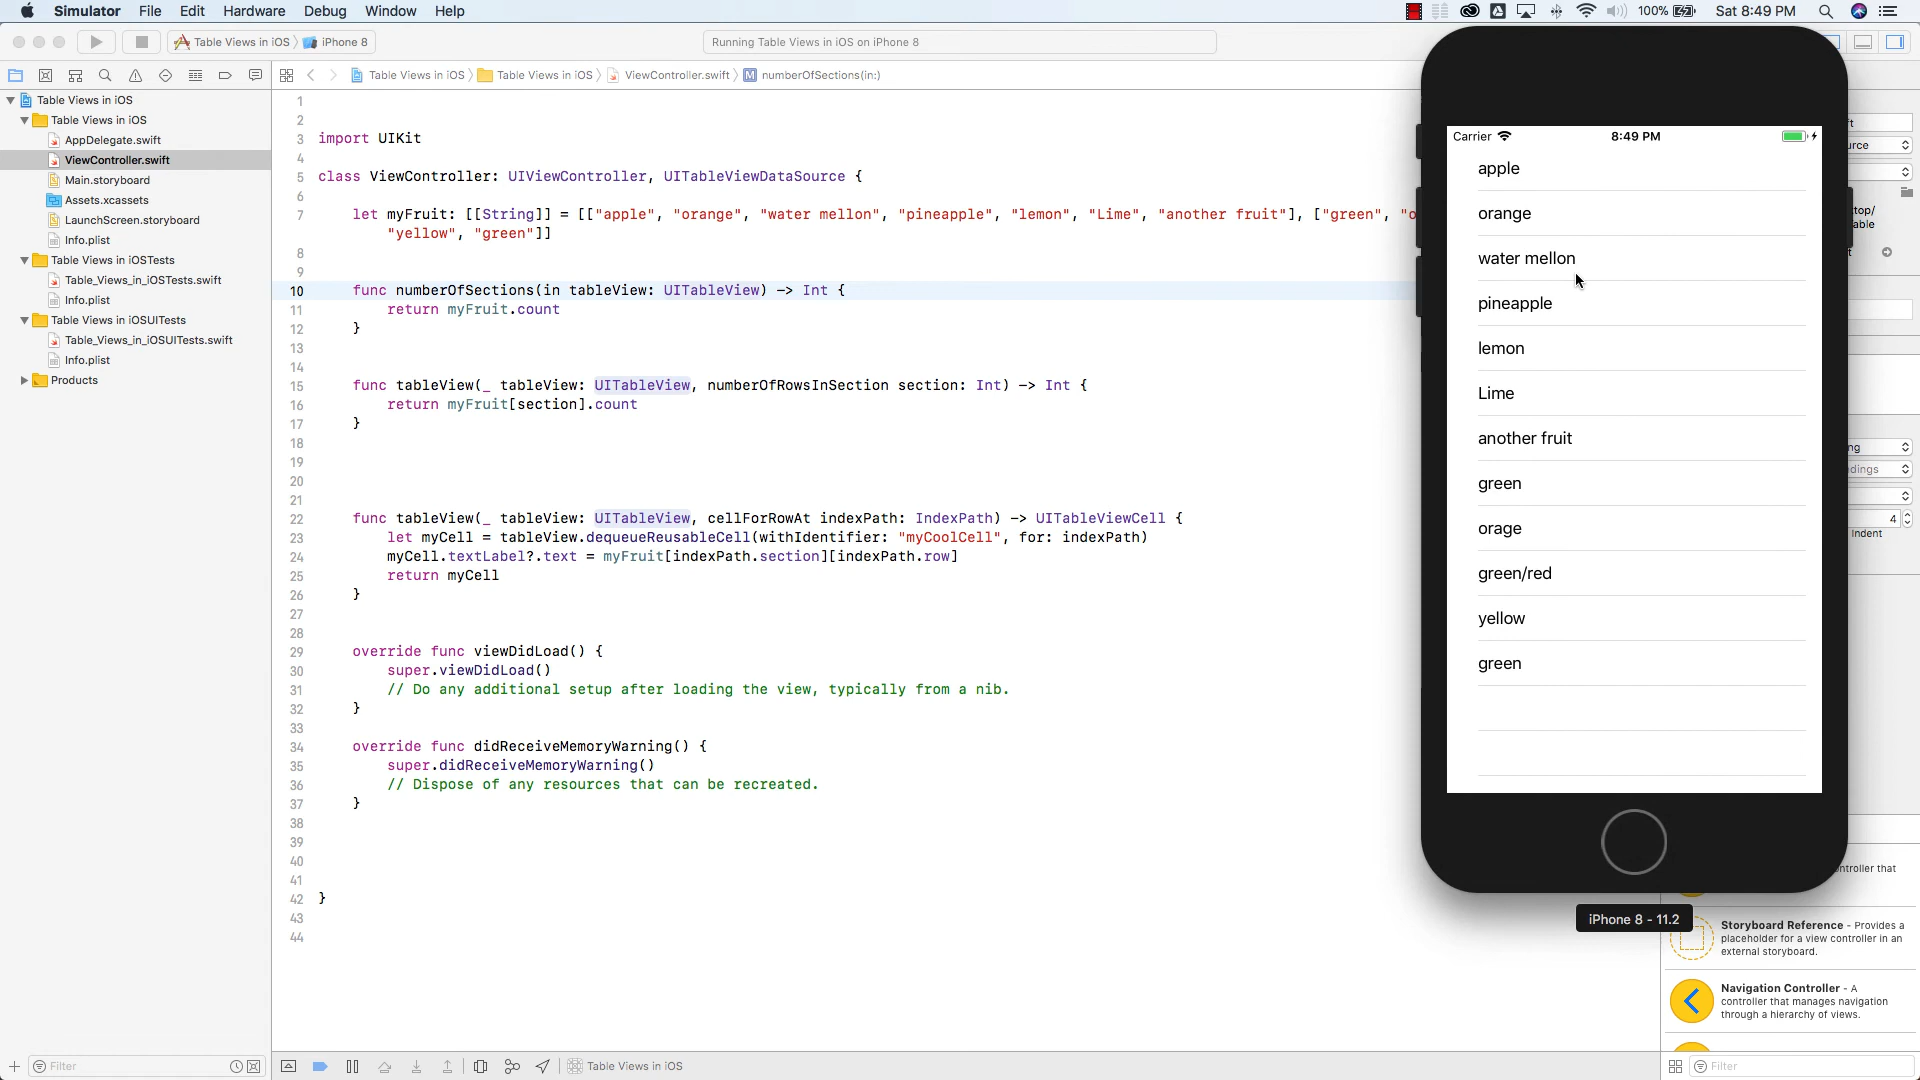 Simulator File Edit Hardware Debug Window Help 100% Sat 8:49 PM
Table Views in iOS iPhone 8 Running Table Views in iOS on iPhone 8
Table Views in iOS Table Views in iOS ViewController.swift M numberOfSections(in:)
Table Views in iOS
Table Views in iOS
AppDelegate.swift
ViewController.swift
Main.storyboard
Assets.xcassets
LaunchScreen.storyboard
Info.plist
Table Views in iOSTests
Table_Views_in_iOSTests.swift
Info.plist
Table Views in iOSUITests
Table_Views_in_iOSUITests.swift
Info.plist
Products
Filter
1
2
3 import UIKit
4
5 class ViewController: UIViewController, UITableViewDataSource {
6
7 let myFruit: [[String]] = [["apple", "orange", "water mellon", "pineapple", "lemon", "Lime", "another fruit"], ["green", "o
"yellow", "green"]]
8
9
10 func numberOfSections(in tableView: UITableView) -> Int {
11 return myFruit.count
12 }
13
14
15 func tableView(_ tableView: UITableView, numberOfRowsInSection section: Int) -> Int {
16 return myFruit[section].count
17 }
18
19
20
21
22 func tableView(_ tableView: UITableView, cellForRowAt indexPath: IndexPath) -> UITableViewCell {
23 let myCell = tableView.dequeueReusableCell(withIdentifier: "myCoolCell", for: indexPath)
24 myCell.textLabel?.text = myFruit[indexPath.section][indexPath.row]
25 return myCell
26 }
27
28
29 override func viewDidLoad() {
30 super.viewDidLoad()
31 // Do any additional setup after loading the view, typically from a nib.
32 }
33
34 override func didReceiveMemoryWarning() {
35 super.didReceiveMemoryWarning()
36 // Dispose of any resources that can be recreated.
37 }
38
39
40
41
42 }
43
44
Table Views in iOS
Carrier 8:49 PM
apple
orange
water mellon
pineapple
lemon
Lime
another fruit
green
orage
green/red
yellow
green
iPhone 8 - 11.2
ft
urce
ktop/
able
t
ng
dings
4
Indent
ntroller that
Storyboard Reference - Provides a
placeholder for a view controller in an
external storyboard.
Navigation Controller - A
controller that manages navigation
through a hierarchy of views.
Filter